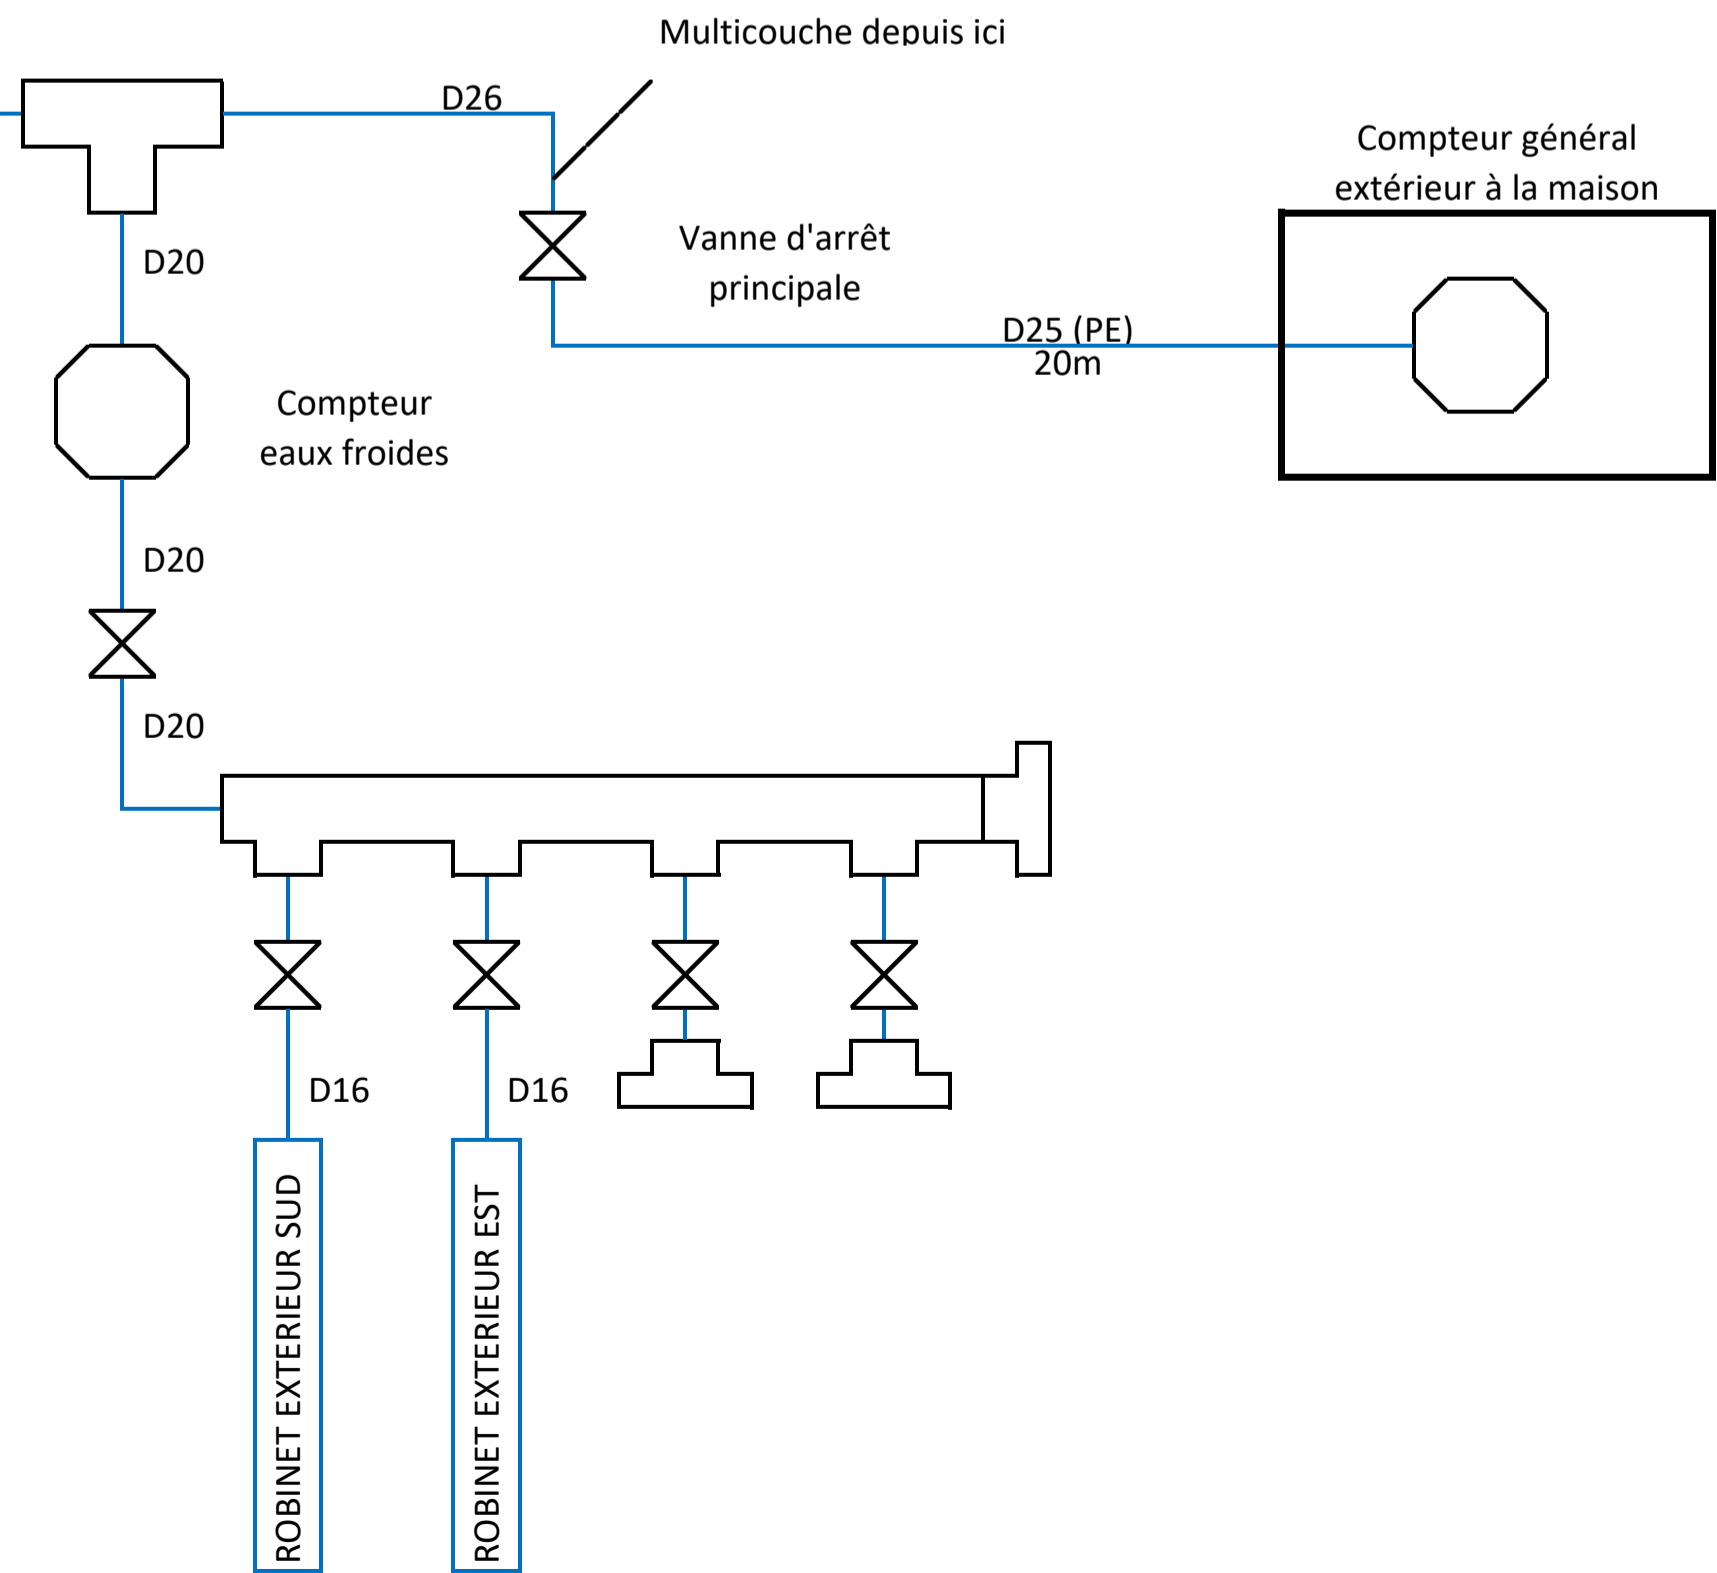 Multicouche depuis ici
D26
Compteur général
extérieur à la maison
Vanne d'arrêt
principale
D20
D25 (PE)
20m
Compteur
eaux froides
D20
D20
D16
D16
ROBINET EXTERIEUR SUD
ROBINET EXTERIEUR EST